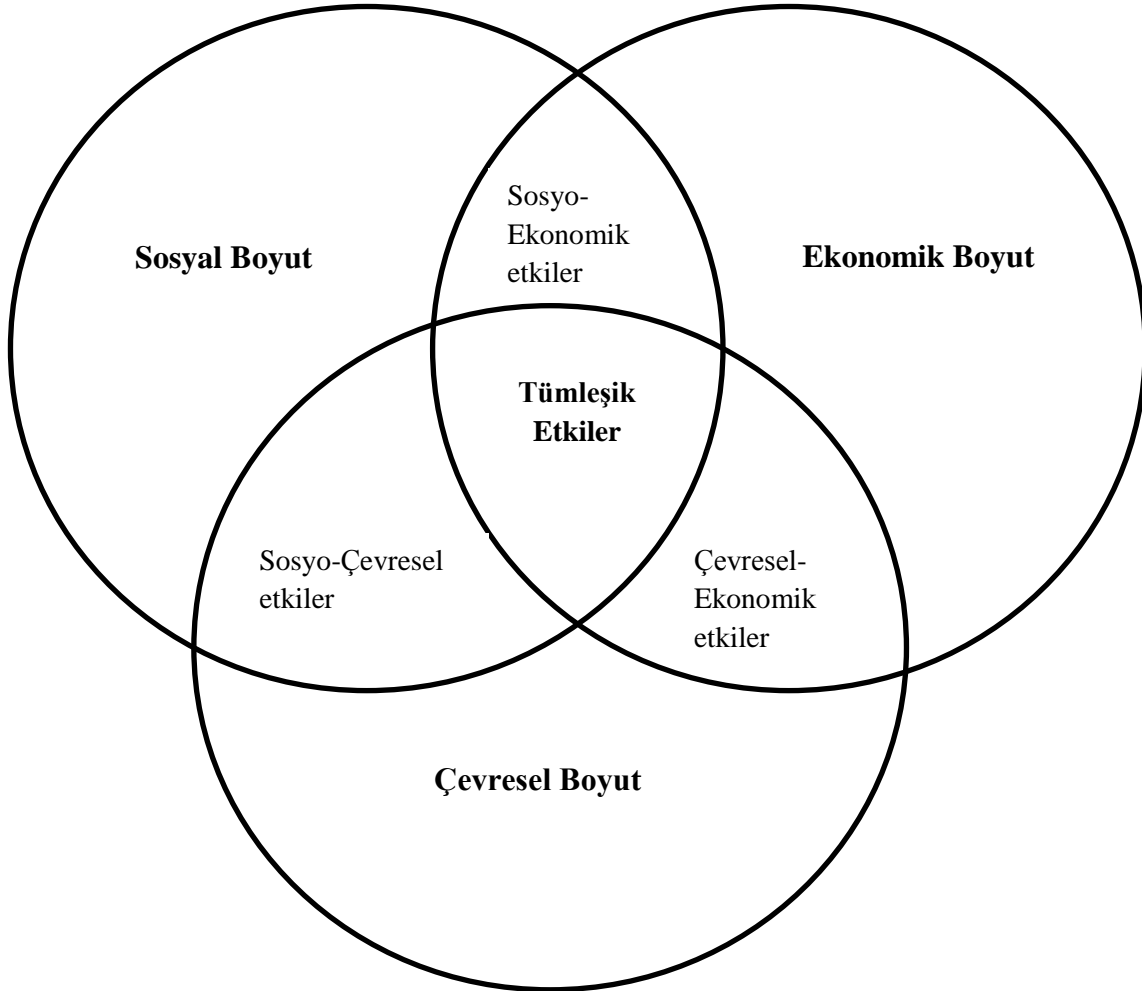 Sosyo-
Ekonomik
etkiler
Sosyal Boyut
Ekonomik Boyut
Tümleşik
Etkiler
Sosyo-Çevresel
etkiler
Çevresel-
Ekonomik
etkiler
Çevresel Boyut